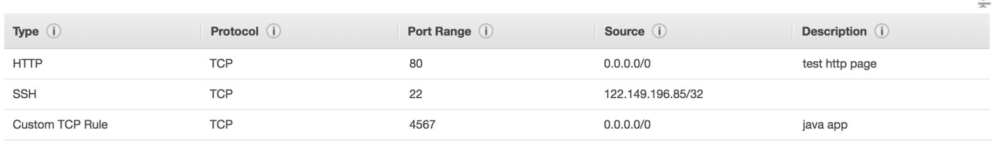 Type Protocol Port Range Source Description
HTTP TCP 80 0.0.0.0/0 test http page
SSH TCP 22 122.149.196.85/32
Custom TCP Rule TCP 4567 0.0.0.0/0 java app